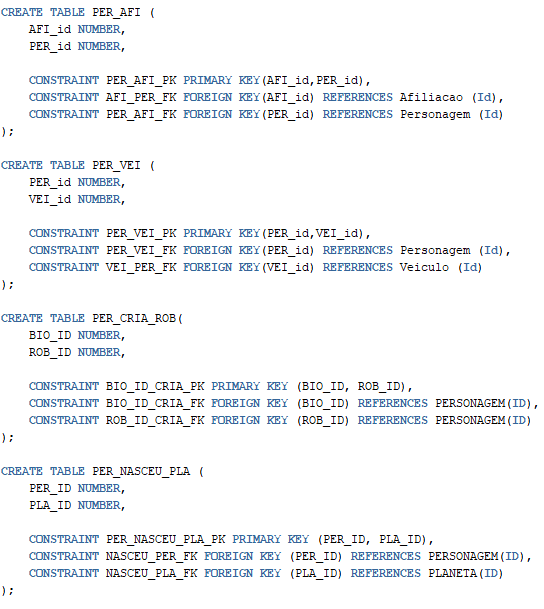 CREATE TABLE PER_AFI (
    AFI_id NUMBER,
    PER_id NUMBER,

    CONSTRAINT PER_AFI_PK PRIMARY KEY(AFI_id,PER_id),
    CONSTRAINT AFI_PER_FK FOREIGN KEY(AFI_id) REFERENCES Afiliacao (Id),
    CONSTRAINT PER_AFI_FK FOREIGN KEY(PER_id) REFERENCES Personagem (Id)
);

CREATE TABLE PER_VEI (
    PER_id NUMBER,
    VEI_id NUMBER,

    CONSTRAINT PER_VEI_PK PRIMARY KEY(PER_id,VEI_id),
    CONSTRAINT PER_VEI_FK FOREIGN KEY(PER_id) REFERENCES Personagem (Id),
    CONSTRAINT VEI_PER_FK FOREIGN KEY(VEI_id) REFERENCES Veiculo (Id)
);

CREATE TABLE PER_CRIA_ROB(
    BIO_ID NUMBER,
    ROB_ID NUMBER,

    CONSTRAINT BIO_ID_CRIA_PK PRIMARY KEY (BIO_ID, ROB_ID),
    CONSTRAINT BIO_ID_CRIA_FK FOREIGN KEY (BIO_ID) REFERENCES PERSONAGEM(ID),
    CONSTRAINT ROB_ID_CRIA_FK FOREIGN KEY (ROB_ID) REFERENCES PERSONAGEM(ID)
);

CREATE TABLE PER_NASCEU_PLA (
    PER_ID NUMBER,
    PLA_ID NUMBER,

    CONSTRAINT PER_NASCEU_PLA_PK PRIMARY KEY (PER_ID, PLA_ID),
    CONSTRAINT NASCEU_PER_FK FOREIGN KEY (PER_ID) REFERENCES PERSONAGEM(ID),
    CONSTRAINT NASCEU_PLA_FK FOREIGN KEY (PLA_ID) REFERENCES PLANETA(ID)
);